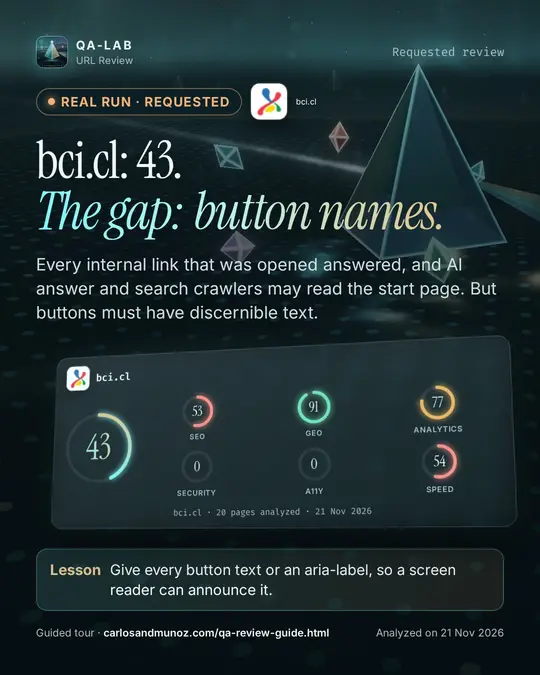 QA-LAB
URL Review
Requested review
REAL RUN · REQUESTED
bci.cl
bci.cl: 43.
The gap: button names.
Every internal link that was opened answered, and AI
answer and search crawlers may read the start page. But
buttons must have discernible text.
bci.cl
43
53
SEO
91
GEO
77
ANALYTICS
0
SECURITY
0
A11Y
54
SPEED
bci.cl · 20 pages analyzed · 21 Nov 2026
Lesson
Give every button text or an aria-label, so a screen
reader can announce it.
Guided tour · carlosandmunoz.com/qa-review-guide.html
Analyzed on 21 Nov 2026